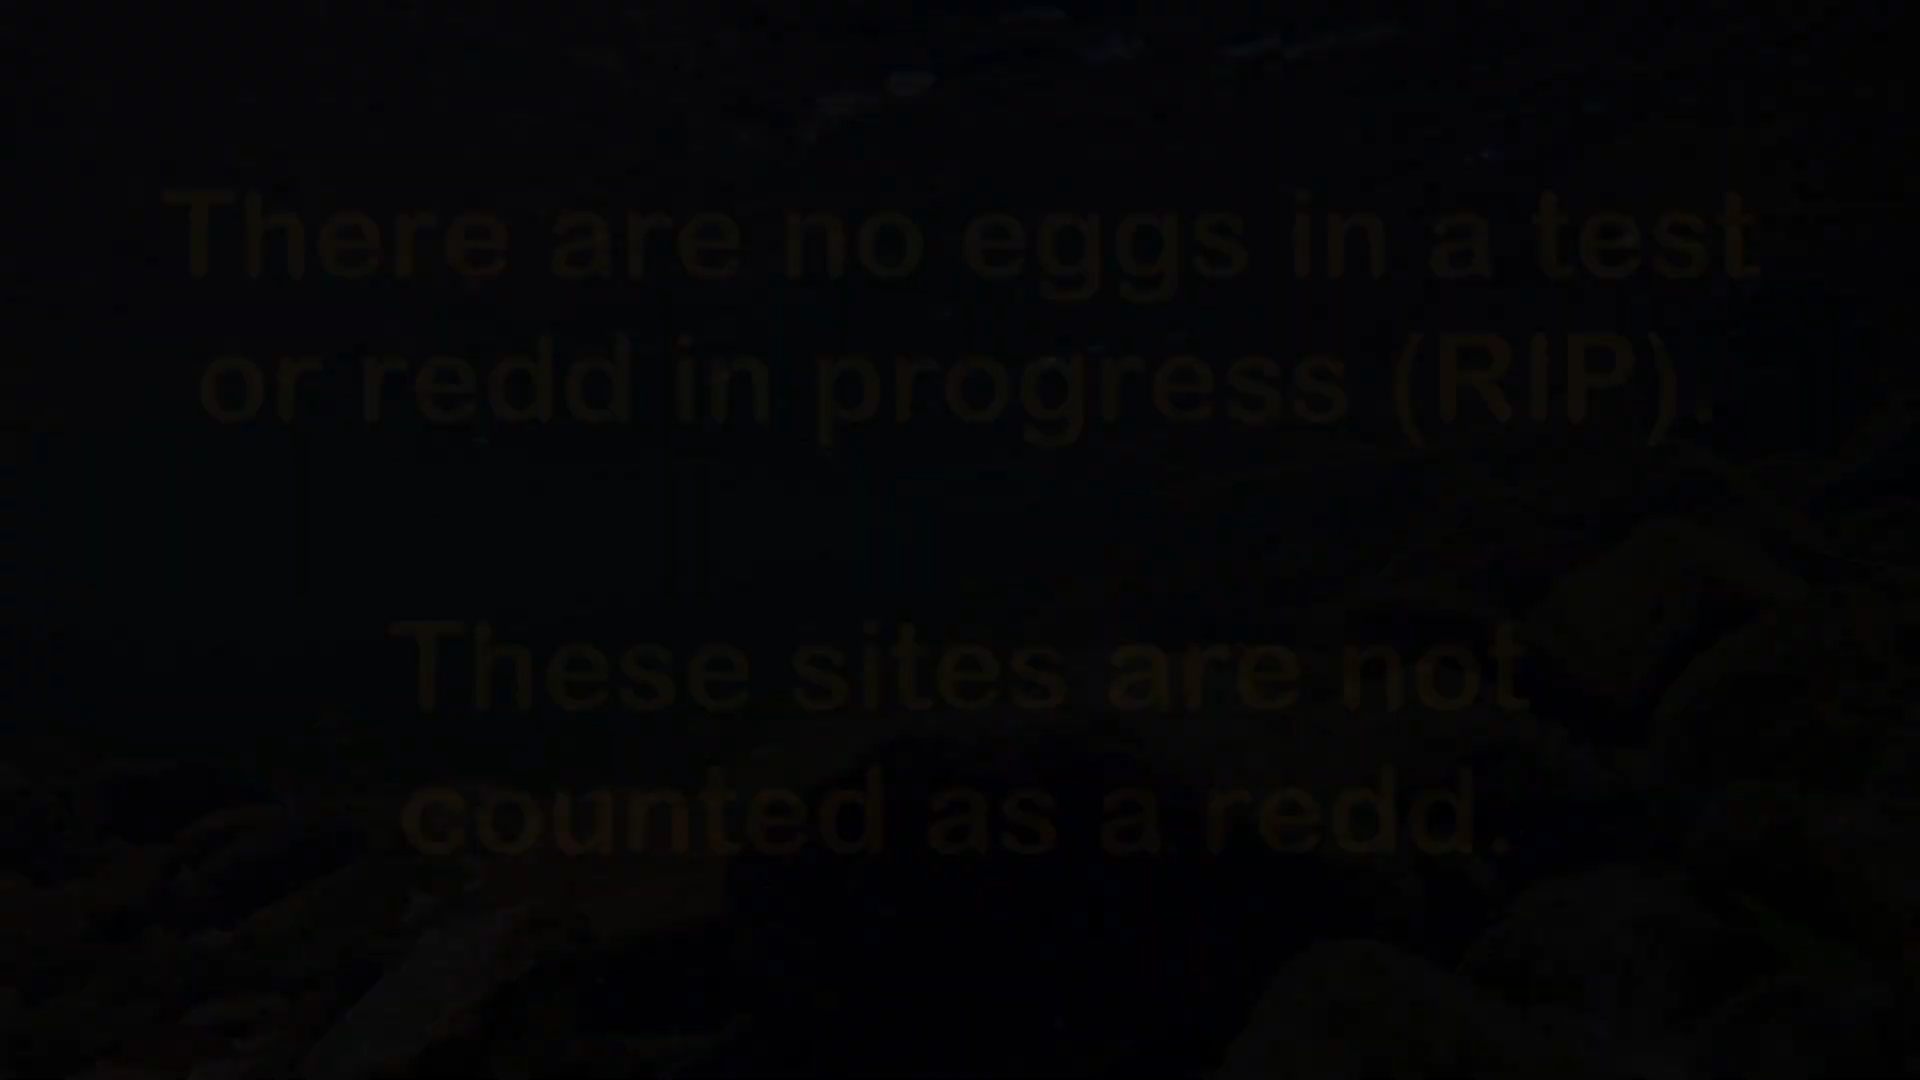 There are no eggs in a test
or redd in progress (RIP).
These sites are not
counted as a redd.